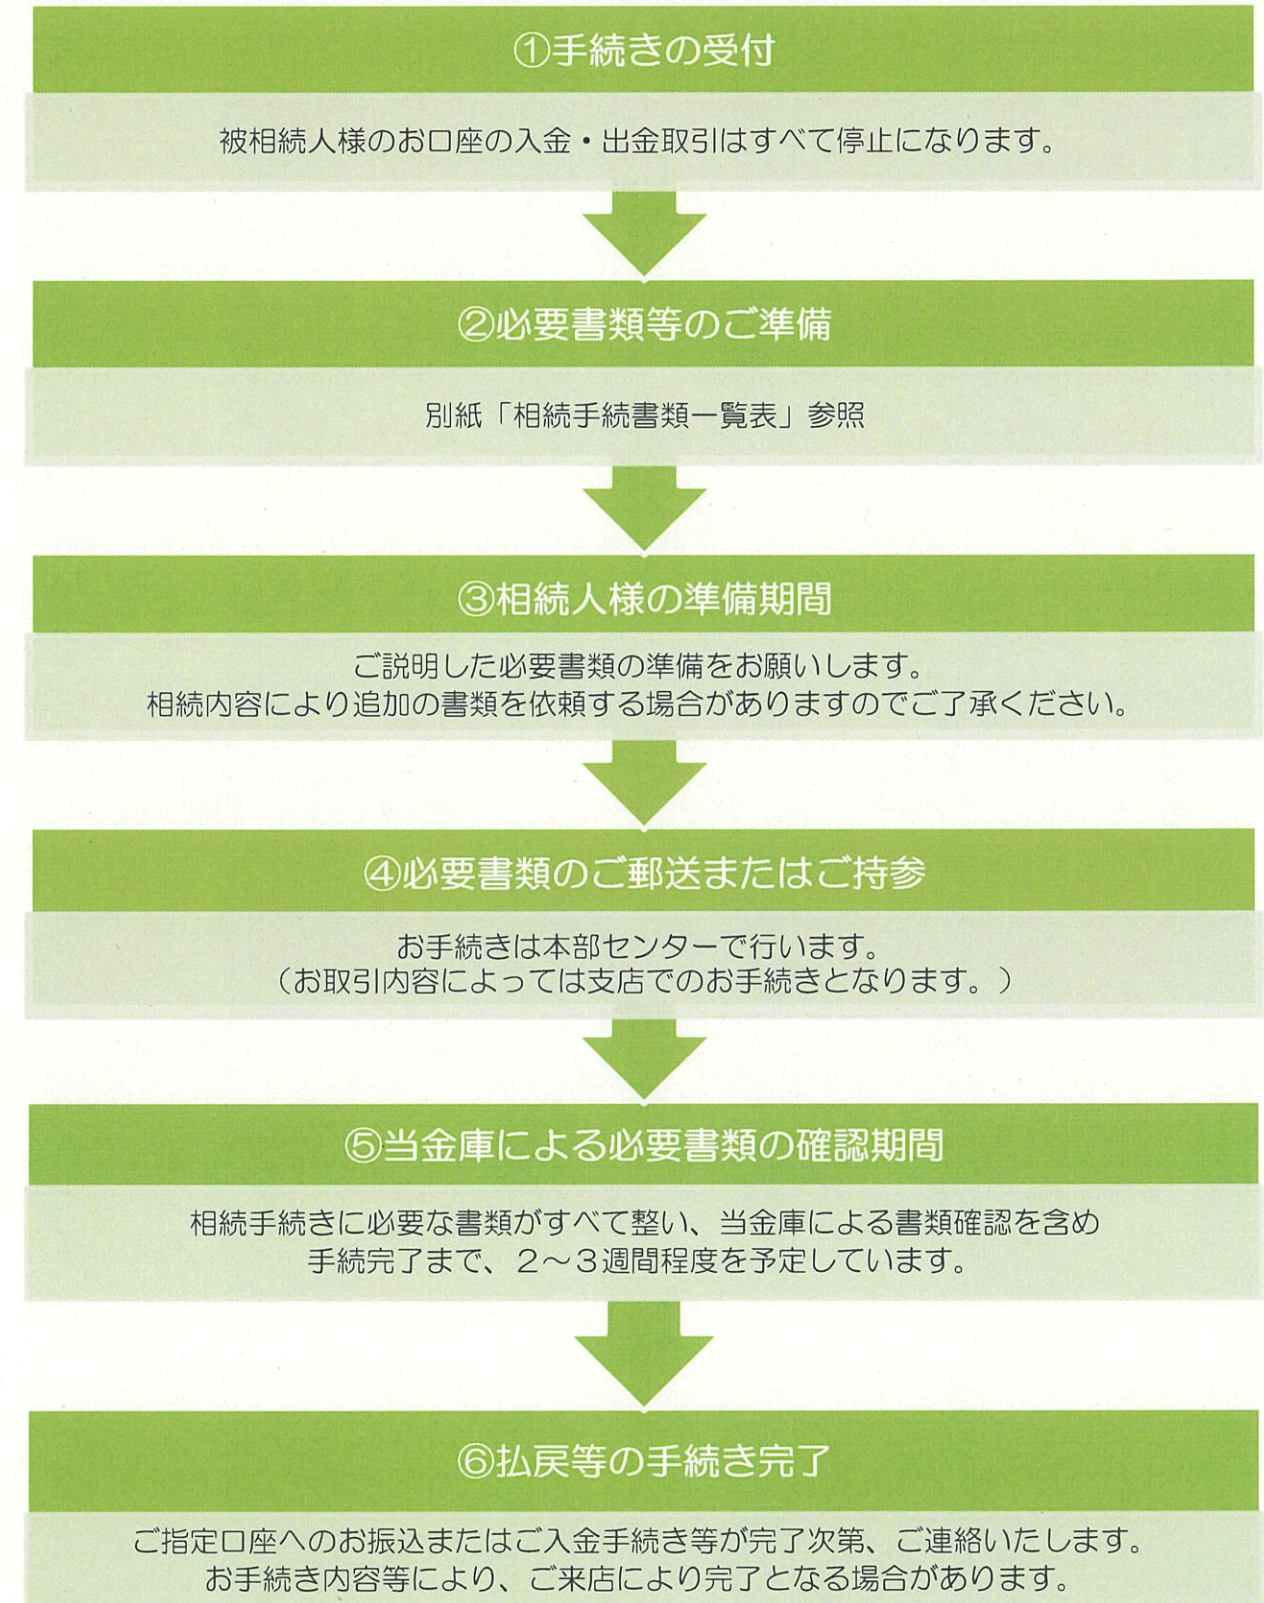 ①手続きの受付
被相続人様のお口座の入金・出金取引はすべて停止になります。
②必要書類等のご準備
別紙「相続手続書類一覧表」参照
③相続人様の準備期間
ご説明した必要書類の準備をお願いします。
相続内容により追加の書類を依頼する場合がありますのでご了承ください。
④必要書類のご郵送またはご持参
お手続きは本部センターで行います。
（お取引内容によっては支店でのお手続きとなります。）
⑤当金庫による必要書類の確認期間
相続手続きに必要な書類がすべて整い、当金庫による書類確認を含め
手続完了まで、２～３週間程度を予定しています。
⑥払戻等の手続き完了
ご指定口座へのお振込またはご入金手続き等が完了次第、ご連絡いたします。
お手続き内容等により、ご来店により完了となる場合があります。